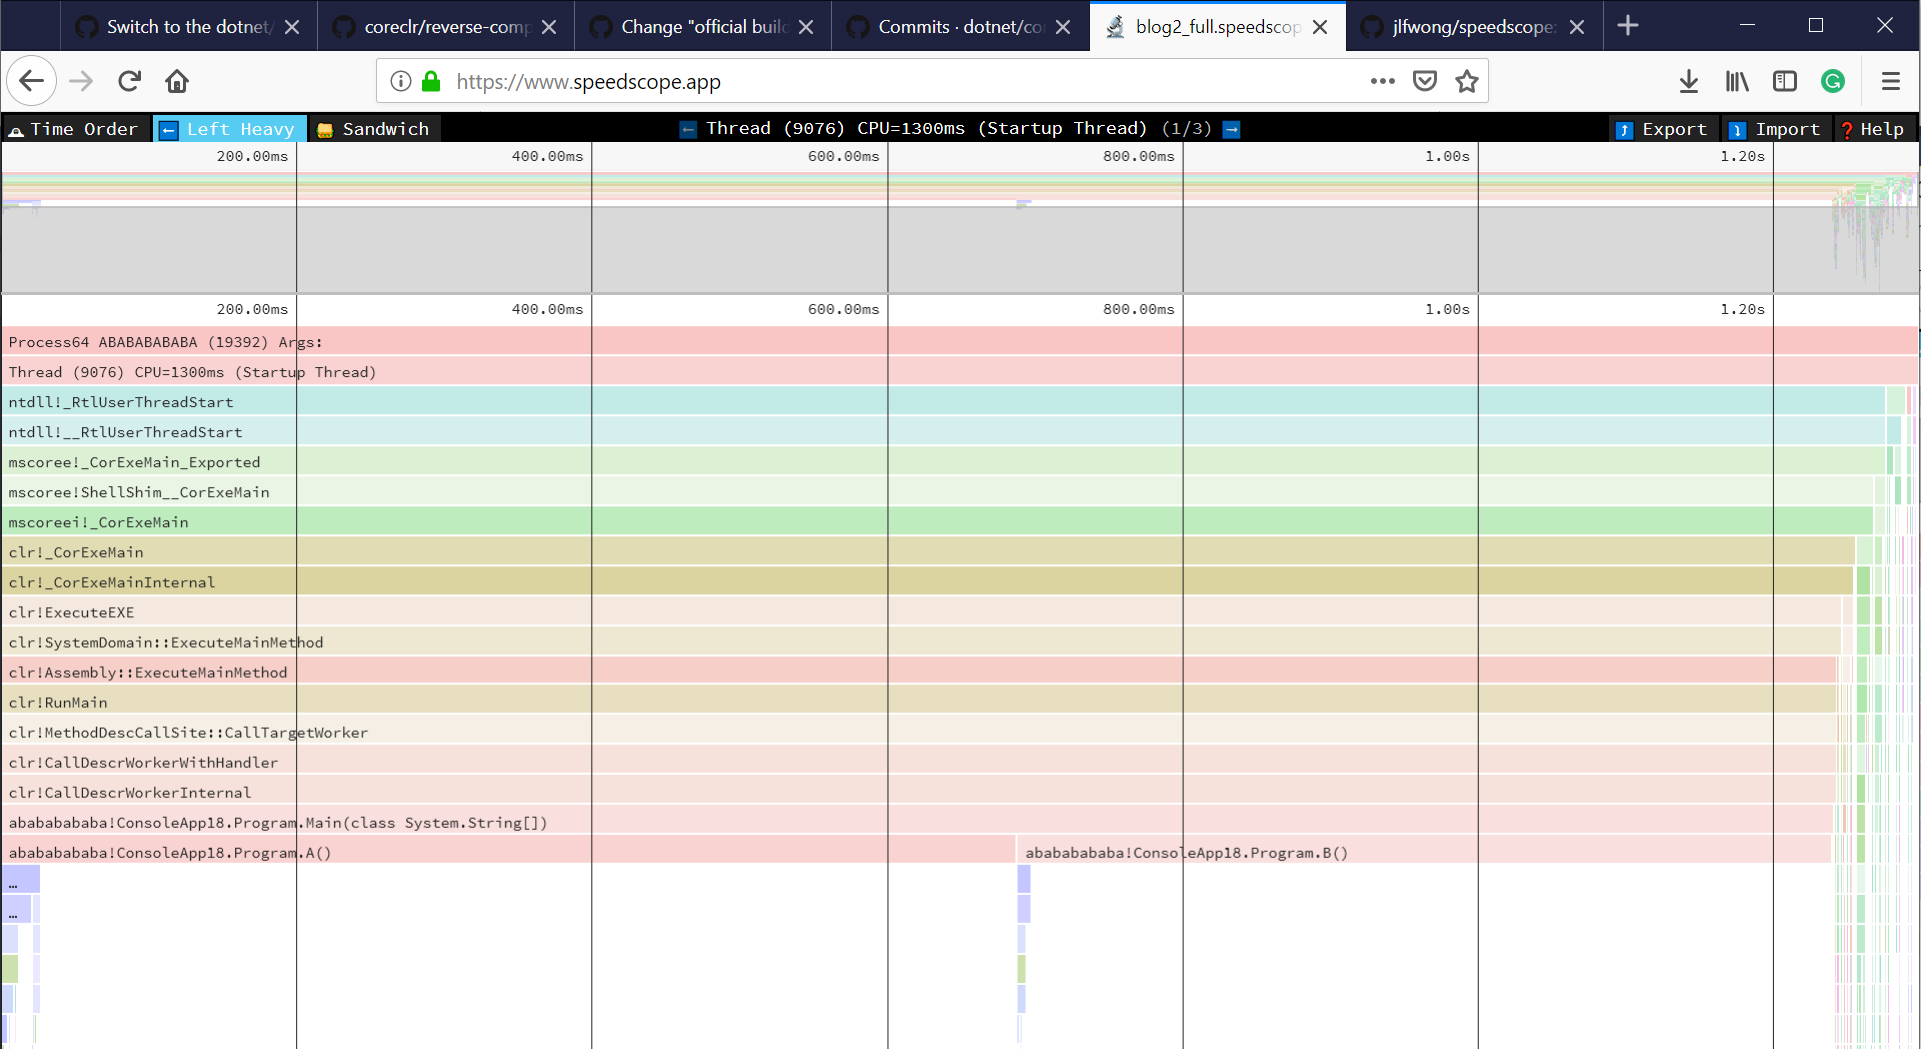 Switch to the dotnet/
coreclr/reverse-comp
Change "official build
Commits · dotnet/cor
blog2_full.speedscop
jlfwong/speedscope:
https://www.speedscope.app
Time Order
Left Heavy
Sandwich
Thread (9076) CPU=1300ms (Startup Thread) (1/3)
Export
Import
Help
200.00ms 400.00ms 600.00ms 800.00ms 1.00s 1.20s
200.00ms 400.00ms 600.00ms 800.00ms 1.00s 1.20s
Process64 ABABABABABA (19392) Args:
Thread (9076) CPU=1300ms (Startup Thread)
ntdll!_RtlUserThreadStart
ntdll!__RtlUserThreadStart
mscoree!_CorExeMain_Exported
mscoree!ShellShim__CorExeMain
mscoreei!_CorExeMain
clr!_CorExeMain
clr!_CorExeMainInternal
clr!ExecuteEXE
clr!SystemDomain::ExecuteMainMethod
clr!Assembly::ExecuteMainMethod
clr!RunMain
clr!MethodDescCallSite::CallTargetWorker
clr!CallDescrWorkerWithHandler
clr!CallDescrWorkerInternal
abababababa!ConsoleApp18.Program.Main(class System.String[])
abababababa!ConsoleApp18.Program.A() abababababa!ConsoleApp18.Program.B()
…
…